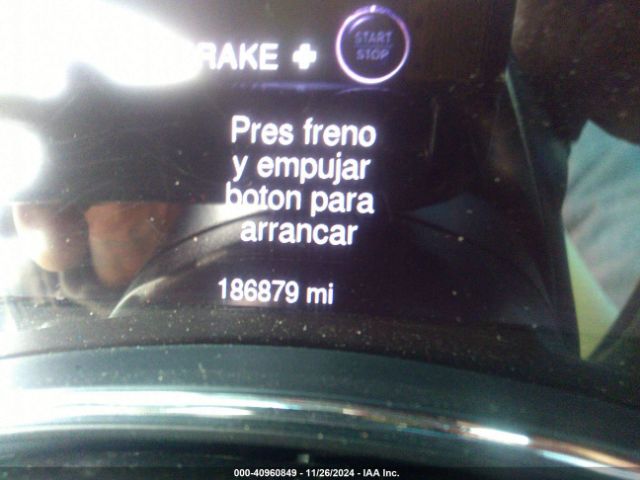 RAKE + START
STOP
Pres freno
y empujar
boton para
arrancar
186879 mi
000-40960849 - 11/26/2024 - IAA Inc.